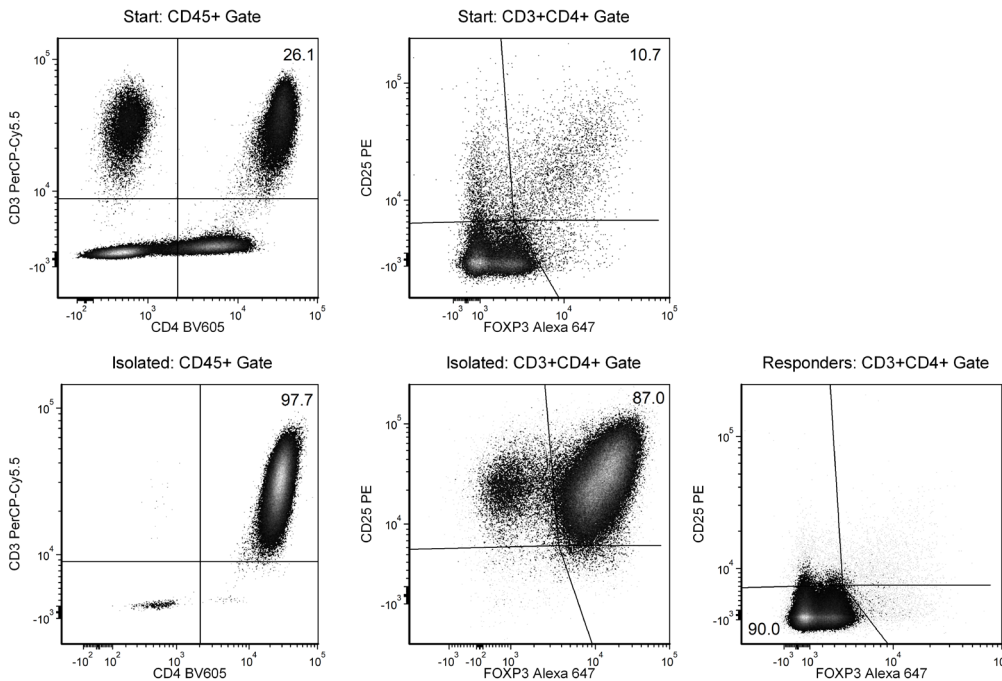 Start: CD45+ Gate
26.1
CD3 PerCP-Cy5.5
10^5
10^4
-10^3
-10^2 10^3 10^4 10^5
CD4 BV605
Start: CD3+CD4+ Gate
10.7
CD25 PE
10^5
10^4
-10^3
-10^3 10^3 10^4 10^5
FOXP3 Alexa 647
Isolated: CD45+ Gate
97.7
CD3 PerCP-Cy5.5
10^5
10^4
-10^3
-10^2 10^2 10^3 10^4 10^5
CD4 BV605
Isolated: CD3+CD4+ Gate
87.0
CD25 PE
10^5
10^4
-10^3
-10^3 -10^2 10^3 10^4 10^5
FOXP3 Alexa 647
Responders: CD3+CD4+ Gate
CD25 PE
10^5
10^4
-10^3
90.0
-10^3 10^3 10^4
FOXP3 Alexa 647